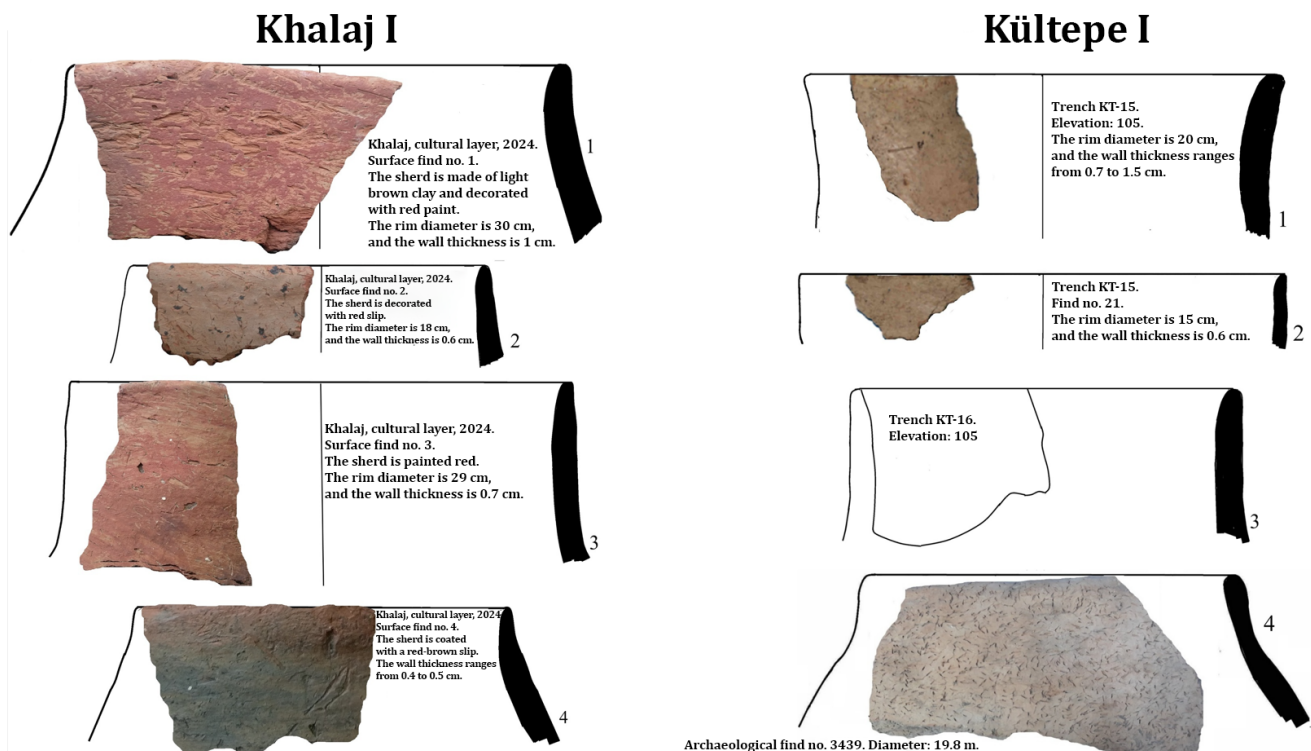 Khalaj I
Khalaj, cultural layer, 2024.
Surface find no. 1.
The sherd is made of light
brown clay and decorated
with red paint.
The rim diameter is 30 cm,
and the wall thickness is 1 cm.
1
Khalaj, cultural layer, 2024.
Surface find no. 2.
The sherd is decorated
with red slip.
The rim diameter is 18 cm,
and the wall thickness is 0.6 cm.
2
Khalaj, cultural layer, 2024.
Surface find no. 3.
The sherd is painted red.
The rim diameter is 29 cm,
and the wall thickness is 0.7 cm.
3
Khalaj, cultural layer, 2024
Surface find no. 4.
The sherd is coated
with a red-brown slip.
The wall thickness ranges
from 0.4 to 0.5 cm.
4
Kültepe I
Trench KT-15.
Elevation: 105.
The rim diameter is 20 cm,
and the wall thickness ranges
from 0.7 to 1.5 cm.
1
Trench KT-15.
Find no. 21.
The rim diameter is 15 cm,
and the wall thickness is 0.6 cm.
2
Trench KT-16.
Elevation: 105
3
4
Archaeological find no. 3439. Diameter: 19.8 m.